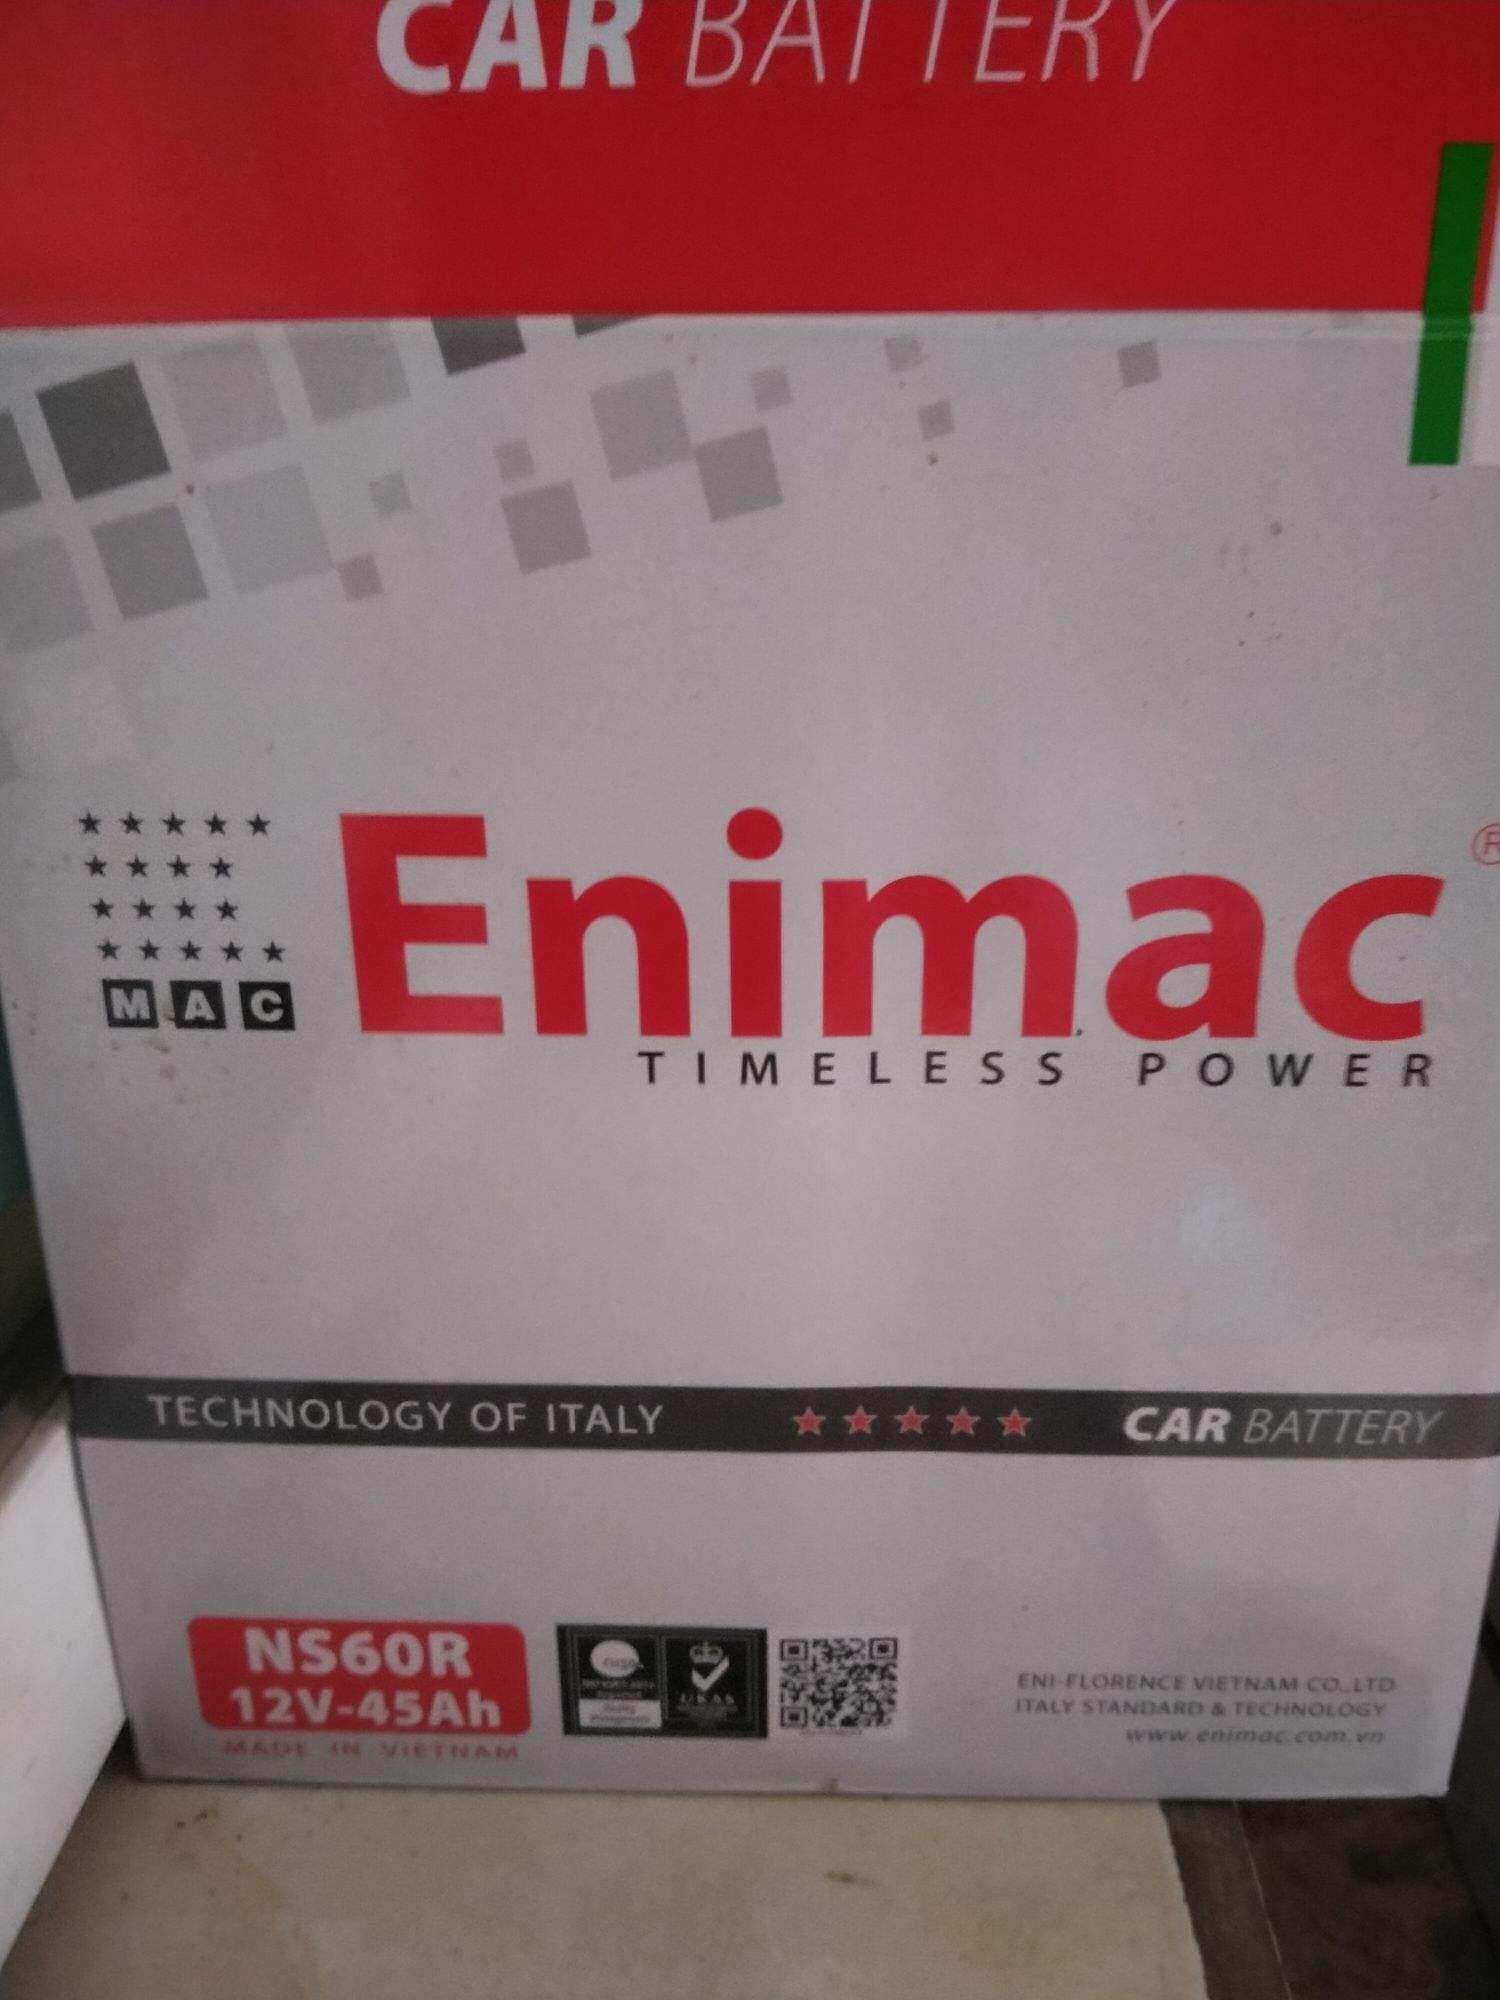 CAR BATTERY
Enimac ®
MAC
TIMELESS POWER
TECHNOLOGY OF ITALY ★★★★★ CAR BATTERY
NS60R
12V-45Ah
MADE IN VIETNAM
UKAS
ENI-FLORENCE VIETNAM CO., LTD
ITALY STANDARD & TECHNOLOGY
www.enimac.com.vn